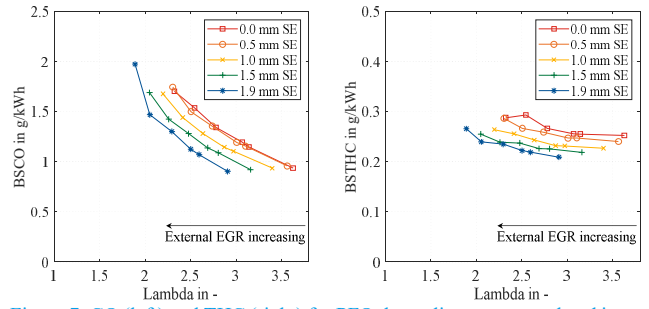 BSCO in g/kWh
2.5
2
1.5
1
0.5
0
0.0 mm SE
0.5 mm SE
1.0 mm SE
1.5 mm SE
1.9 mm SE
External EGR increasing
1 1.5 2 2.5 3 3.5
Lambda in -
BSTHC in g/kWh
0.5
0.4
0.3
0.2
0.1
0
0.0 mm SE
0.5 mm SE
1.0 mm SE
1.5 mm SE
1.9 mm SE
External EGR increasing
1 1.5 2 2.5 3 3.5
Lambda in -